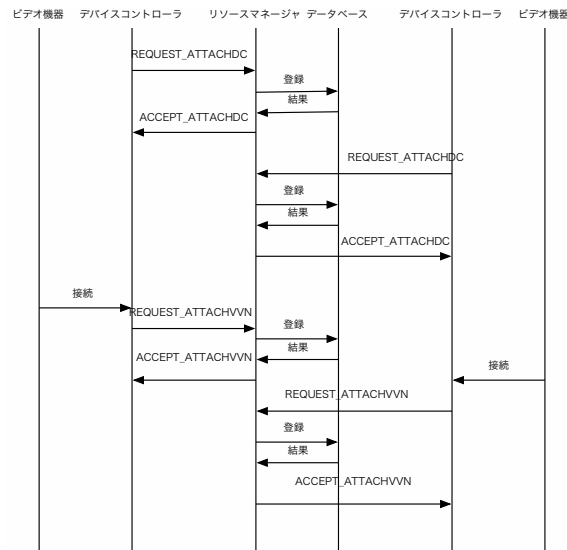 ビデオ機器 デバイスコントローラ リソースマネージャ データベース デバイスコントローラ ビデオ機器
REQUEST_ATTACHDC
登録
結果
ACCEPT_ATTACHDC
REQUEST_ATTACHDC
登録
結果
ACCEPT_ATTACHDC
接続
REQUEST_ATTACHVVN
登録
結果
ACCEPT_ATTACHVVN
接続
REQUEST_ATTACHVVN
登録
結果
ACCEPT_ATTACHVVN